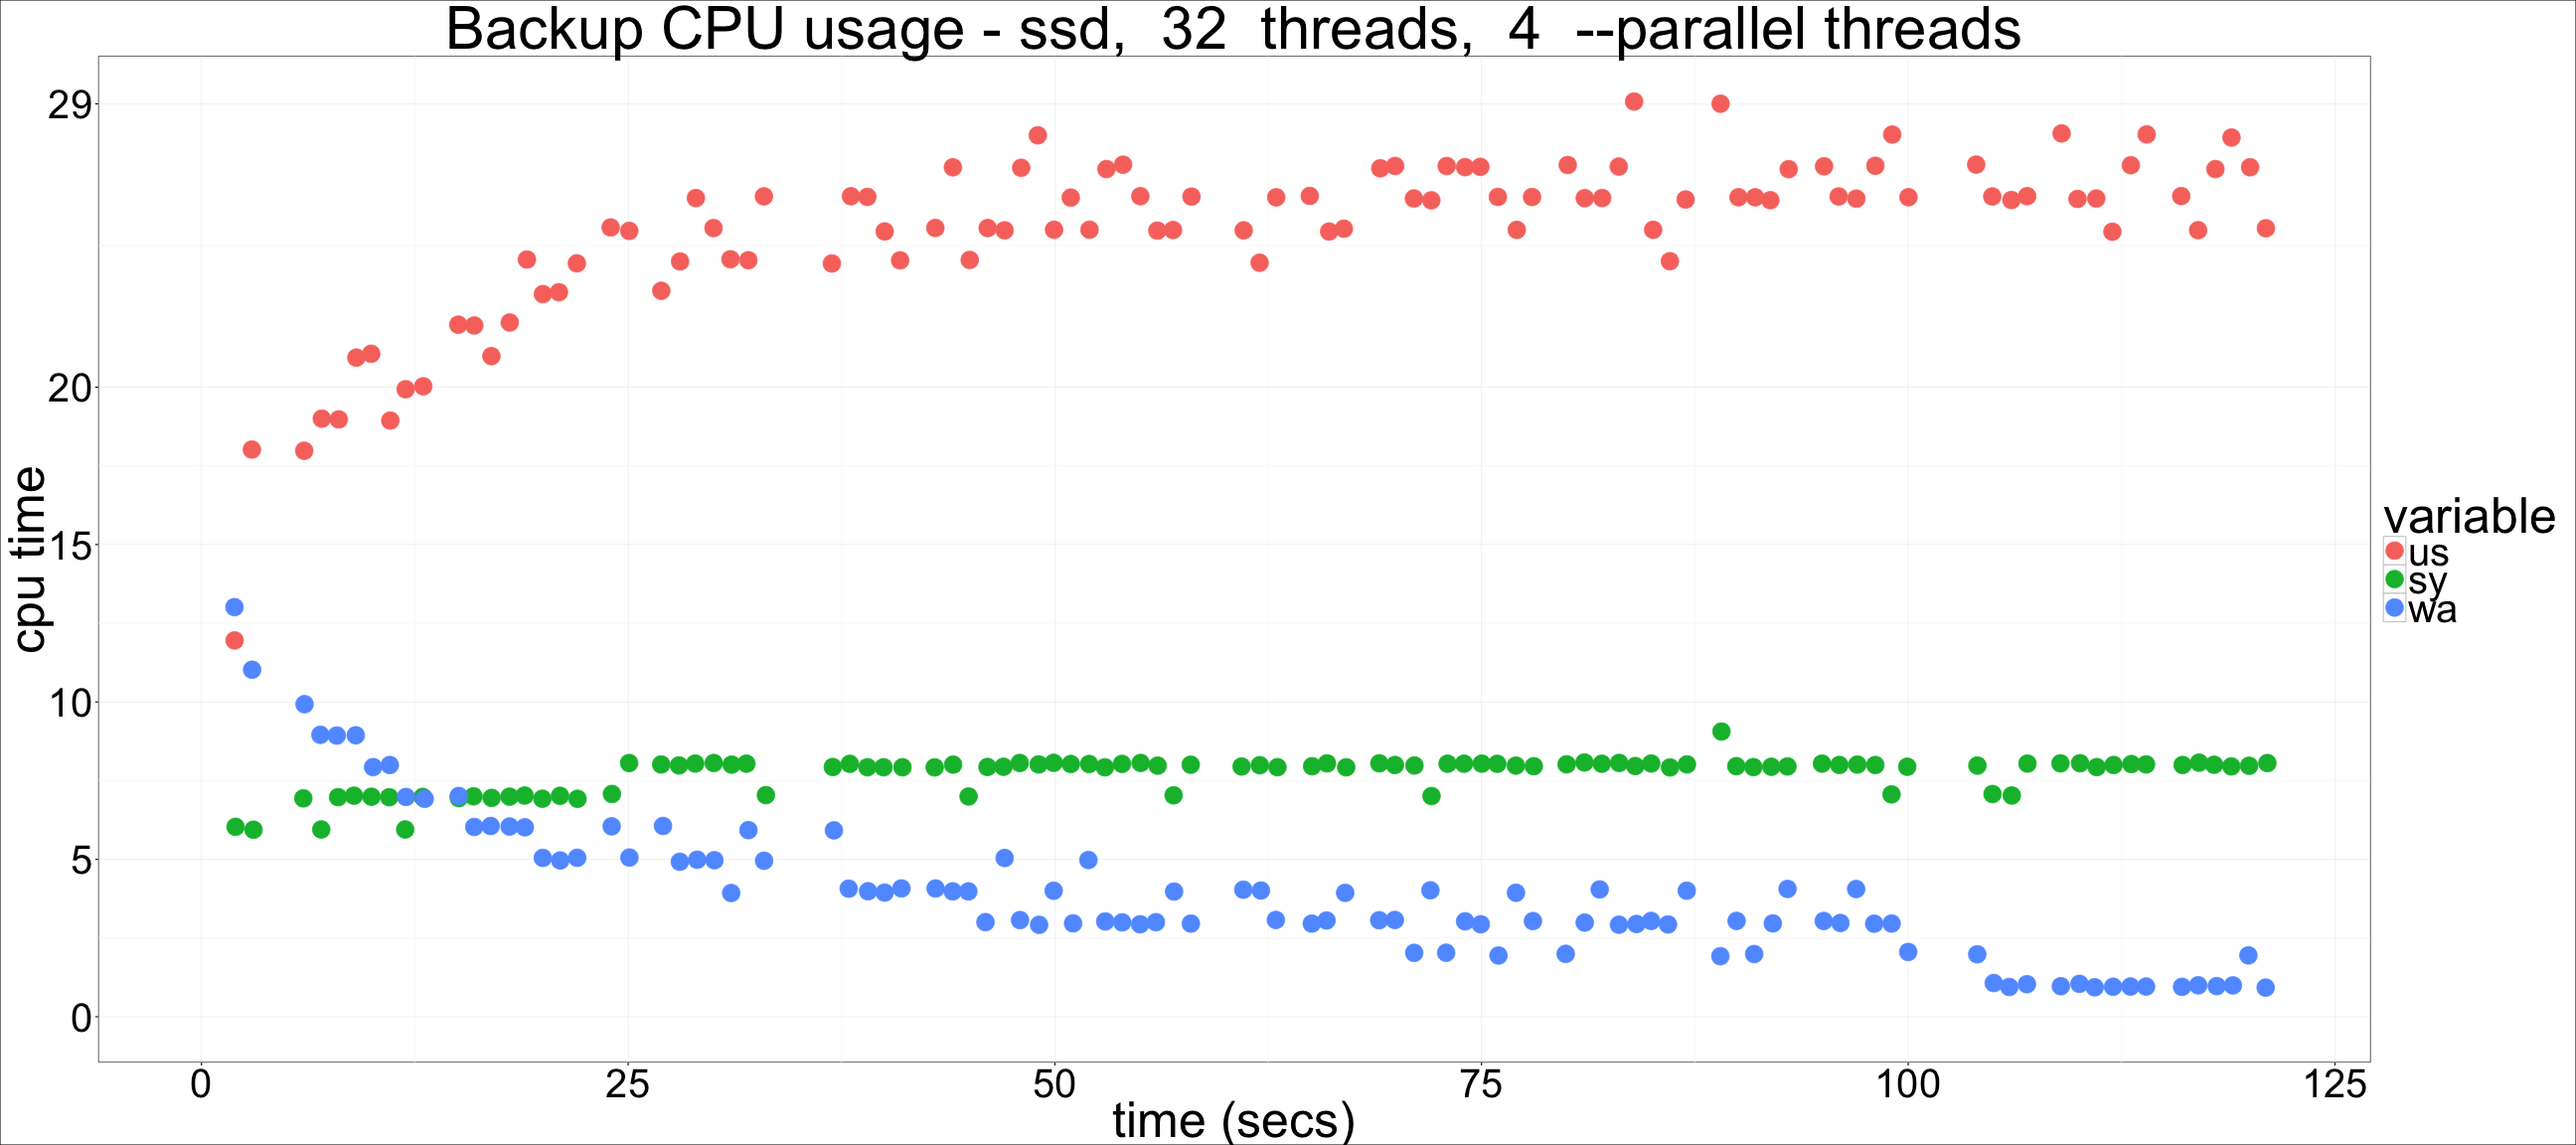 Backup CPU usage - ssd,  32  threads,  4  --parallel threads
29
20
15
10
5
0
cpu time
0 25 50 75 100 125
time (secs)
variable
us
sy
wa